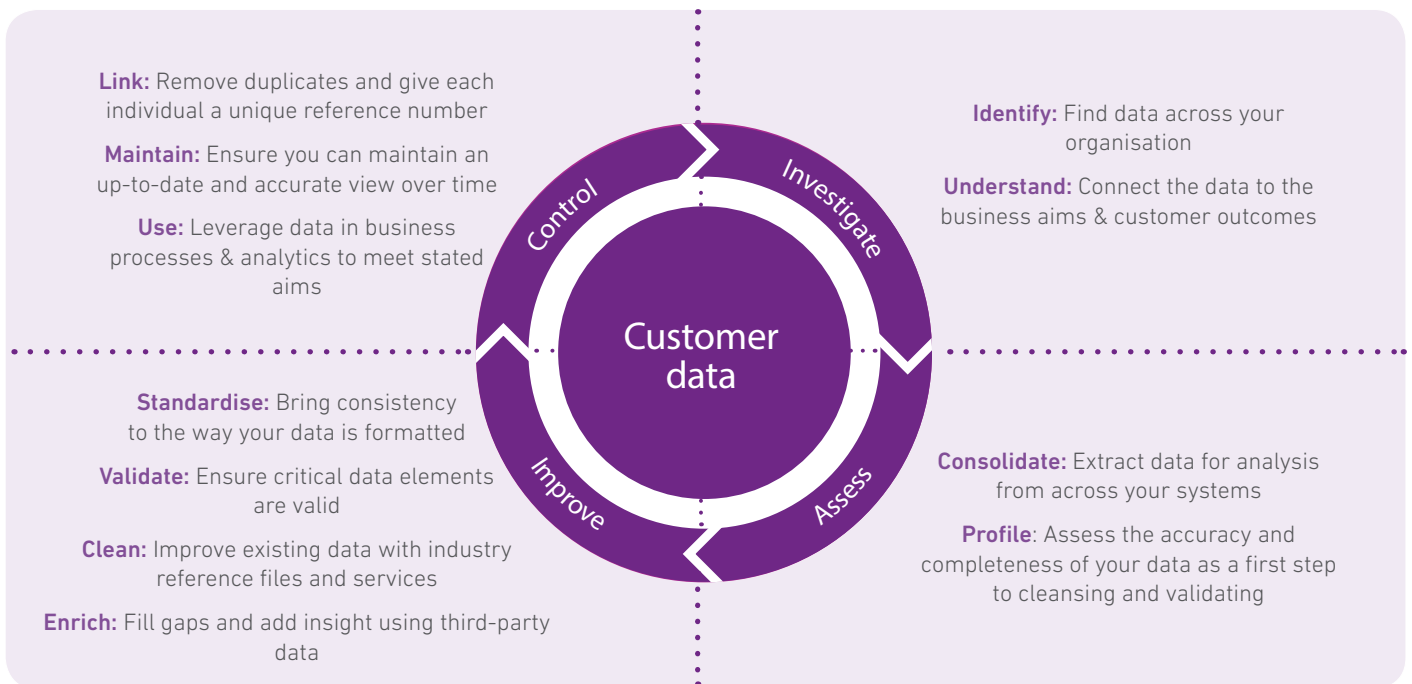 Link: Remove duplicates and give each
individual a unique reference number
Maintain: Ensure you can maintain an
up-to-date and accurate view over time
Use: Leverage data in business
processes & analytics to meet stated
aims
Identify: Find data across your
organisation
Understand: Connect the data to the
business aims & customer outcomes
Control
Investigate
Customer
data
Improve
Assess
Standardise: Bring consistency
to the way your data is formatted
Validate: Ensure critical data elements
are valid
Clean: Improve existing data with industry
reference files and services
Enrich: Fill gaps and add insight using third-party
data
Consolidate: Extract data for analysis
from across your systems
Profile: Assess the accuracy and
completeness of your data as a first step
to cleansing and validating